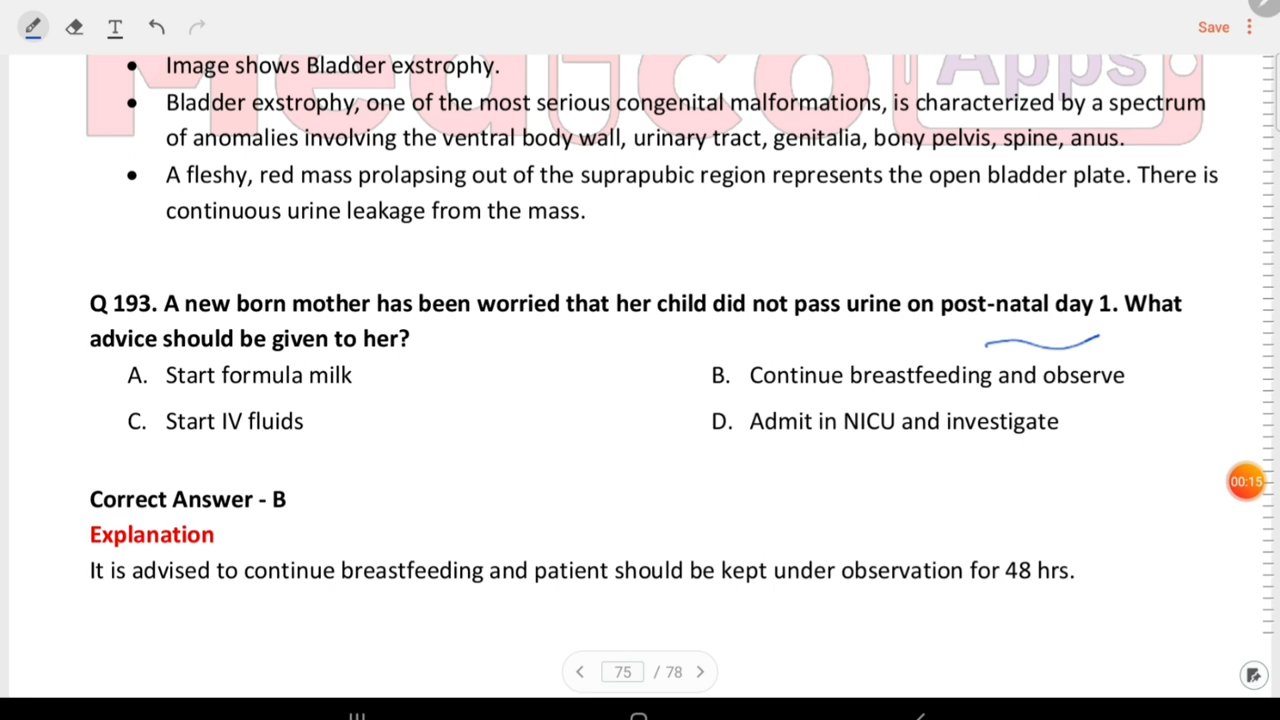 Save
Medico Apps
Image shows Bladder exstrophy.
Bladder exstrophy, one of the most serious congenital malformations, is characterized by a spectrum
of anomalies involving the ventral body wall, urinary tract, genitalia, bony pelvis, spine, anus.
A fleshy, red mass prolapsing out of the suprapubic region represents the open bladder plate. There is
continuous urine leakage from the mass.
Q 193. A new born mother has been worried that her child did not pass urine on post-natal day 1. What
advice should be given to her?
A. Start formula milk
B. Continue breastfeeding and observe
C. Start IV fluids
D. Admit in NICU and investigate
00:15
Correct Answer - B
Explanation
It is advised to continue breastfeeding and patient should be kept under observation for 48 hrs.
75 / 78